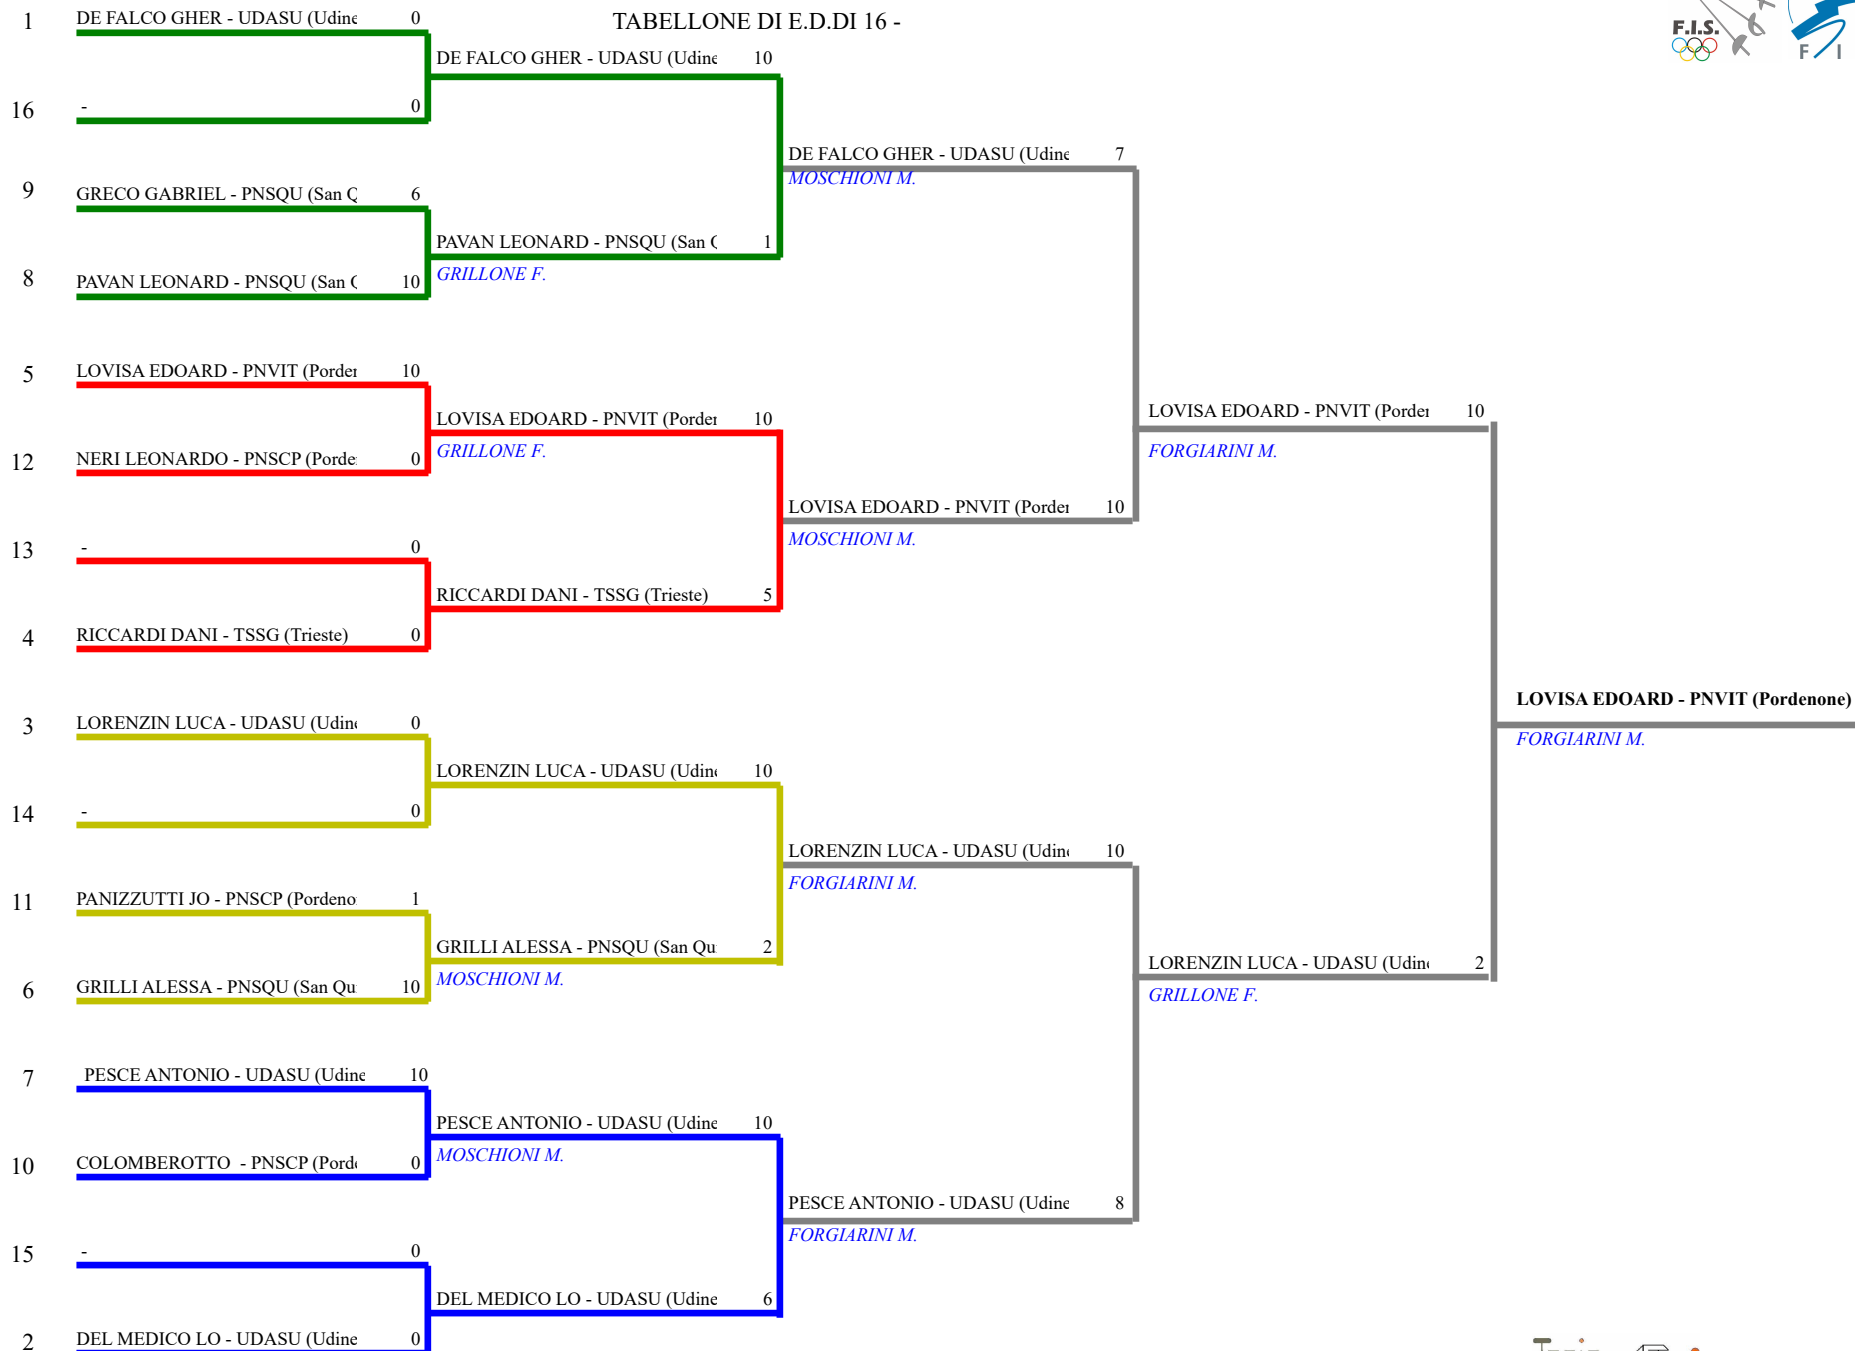 TABELLONE DI E.D.DI 16 -
F.I.S.
F I
1 DE FALCO GHER - UDASU (Udine 0
DE FALCO GHER - UDASU (Udine 10
16 - 0
DE FALCO GHER - UDASU (Udine 7
MOSCHIONI M.
9 GRECO GABRIEL - PNSQU (San Q 6
PAVAN LEONARD - PNSQU (San 1
GRILLONE F.
8 PAVAN LEONARD - PNSQU (San 10
5 LOVISA EDOARD - PNVIT (Porden 10
LOVISA EDOARD - PNVIT (Porden 10
GRILLONE F.
LOVISA EDOARD - PNVIT (Porden 10
FORGIARINI M.
12 NERI LEONARDO - PNSCP (Porde 0
LOVISA EDOARD - PNVIT (Porden 10
MOSCHIONI M.
13 - 0
RICCARDI DANI - TSSG (Trieste) 5
4 RICCARDI DANI - TSSG (Trieste) 0
LOVISA EDOARD - PNVIT (Pordenone)
FORGIARINI M.
3 LORENZIN LUCA - UDASU (Udine 0
LORENZIN LUCA - UDASU (Udine 10
14 - 0
LORENZIN LUCA - UDASU (Udine 10
FORGIARINI M.
11 PANIZZUTTI JO - PNSCP (Pordeno 1
GRILLI ALESSA - PNSQU (San Qu 2
MOSCHIONI M.
LORENZIN LUCA - UDASU (Udine 2
GRILLONE F.
6 GRILLI ALESSA - PNSQU (San Qu 10
7 PESCE ANTONIO - UDASU (Udine 10
PESCE ANTONIO - UDASU (Udine 10
MOSCHIONI M.
10 COLOMBEROTTO - PNSCP (Pord 0
PESCE ANTONIO - UDASU (Udine 8
FORGIARINI M.
15 - 0
DEL MEDICO LO - UDASU (Udine 6
2 DEL MEDICO LO - UDASU (Udine 0